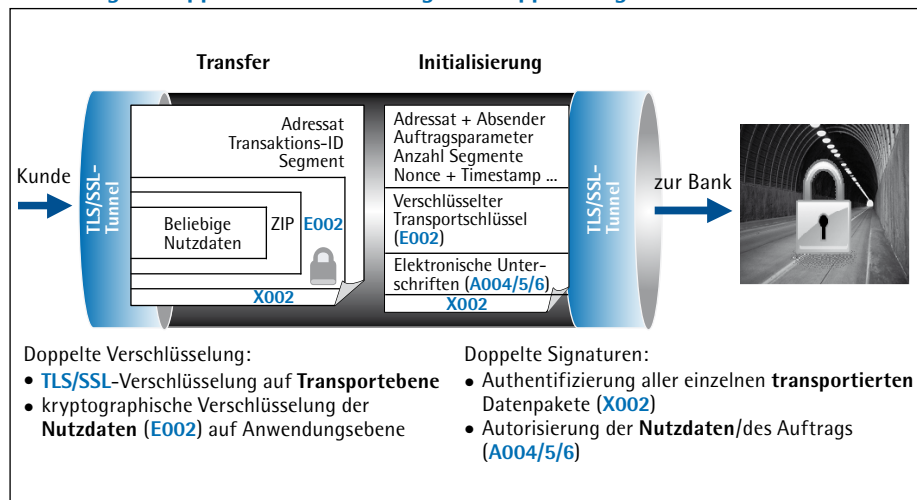 Transfer
Initialisierung
Kunde
TLS/SSL-
Tunnel
Adressat
Transaktions-ID
Segment
Beliebige
Nutzdaten
ZIP
E002
X002
Adressat + Absender
Auftragsparameter
Anzahl Segmente
Nonce + Timestamp ...
Verschlüsselter
Transportschlüssel
(E002)
Elektronische Unter-
schriften (A004/5/6)
X002
TLS/SSL-
Tunnel
zur Bank
Doppelte Verschlüsselung:
• TLS/SSL-Verschlüsselung auf Transportebene
• kryptographische Verschlüsselung der
Nutzdaten (E002) auf Anwendungsebene
Doppelte Signaturen:
• Authentifizierung aller einzelnen transportierten
Datenpakete (X002)
• Autorisierung der Nutzdaten/des Auftrags
(A004/5/6)